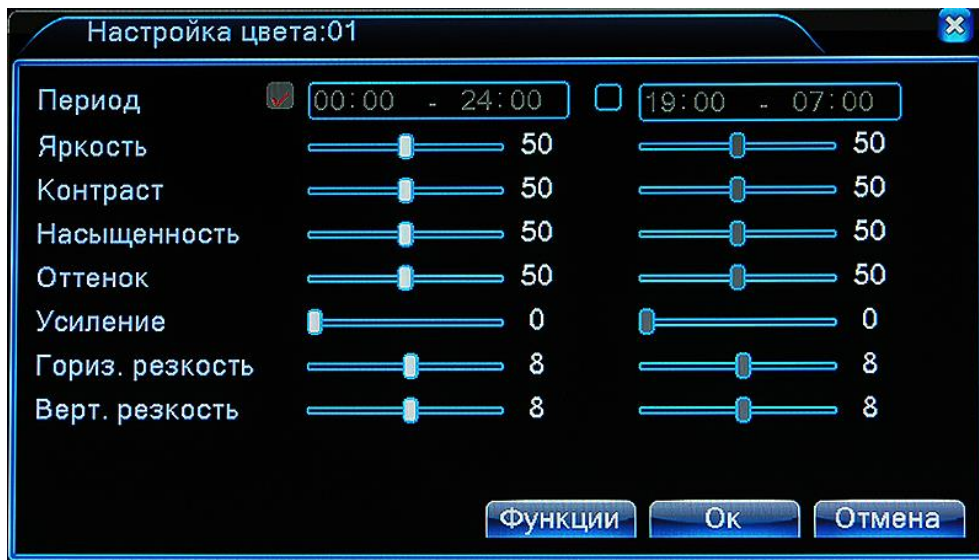 Настройка цвета:01
Период 00:00 - 24:00 19:00 - 07:00
Яркость 50 50
Контраст 50 50
Насыщенность 50 50
Оттенок 50 50
Усиление 0 0
Гориз. резкость 8 8
Верт. резкость 8 8
Функции Ок Отмена